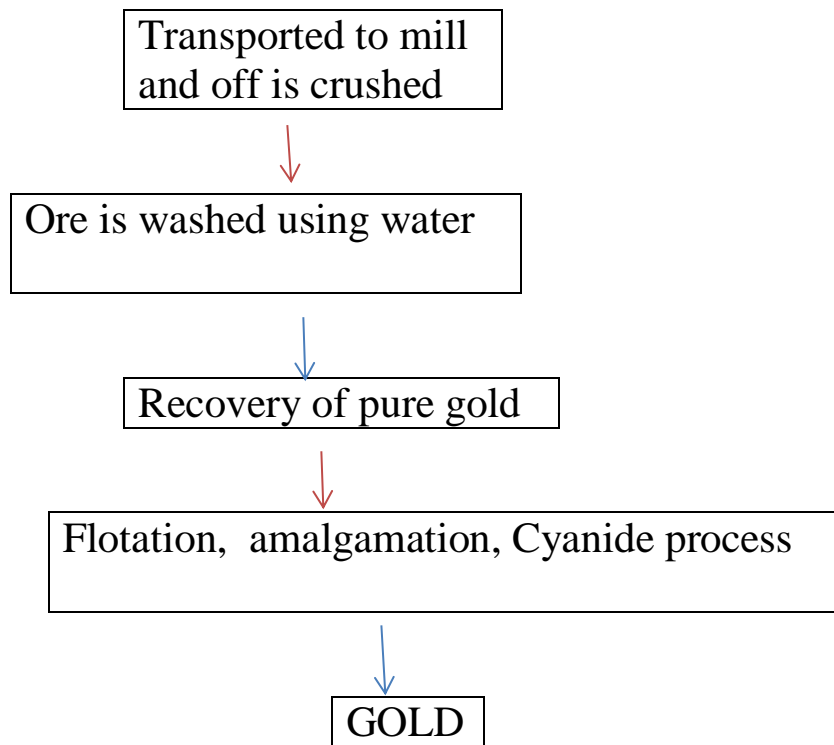 Transported to mill
and off is crushed
Ore is washed using water
Recovery of pure gold
Flotation,  amalgamation, Cyanide process
GOLD